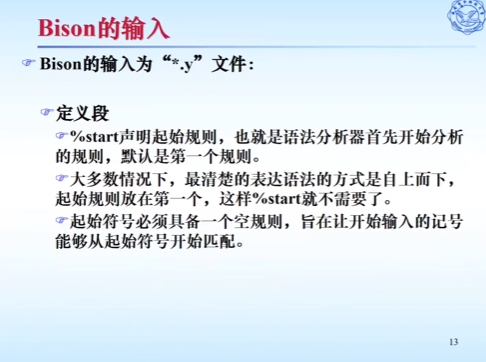 Bison的输入
☞Bison的输入为“*.y”文件：
☞定义段
☞%start声明起始规则，也就是语法分析器首先开始分析
的规则，默认是第一个规则。
☞大多数情况下，最清楚的表达语法的方式是自上而下，
起始规则放在第一个，这样%start就不需要了。
☞起始符号必须具备一个空规则，旨在让开始输入的记号
能够从起始符号开始匹配。
13